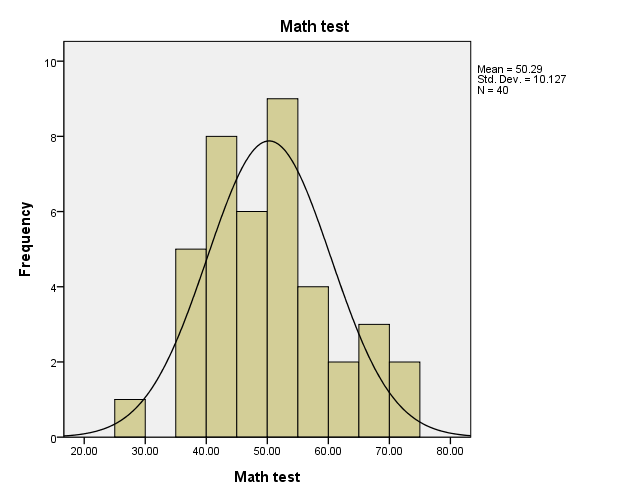 Math test
Mean = 50.29
Std. Dev. = 10.127
N = 40
10
8
6
4
2
0
Frequency
20.00 30.00 40.00 50.00 60.00 70.00 80.00
Math test